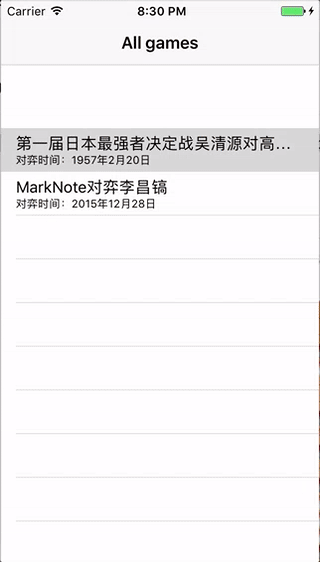 Carrier 8:30 PM
All games
第一届日本最强者决定战吴清源对高...
对弈时间：1957年2月20日
MarkNote对弈李昌镐
对弈时间：2015年12月28日